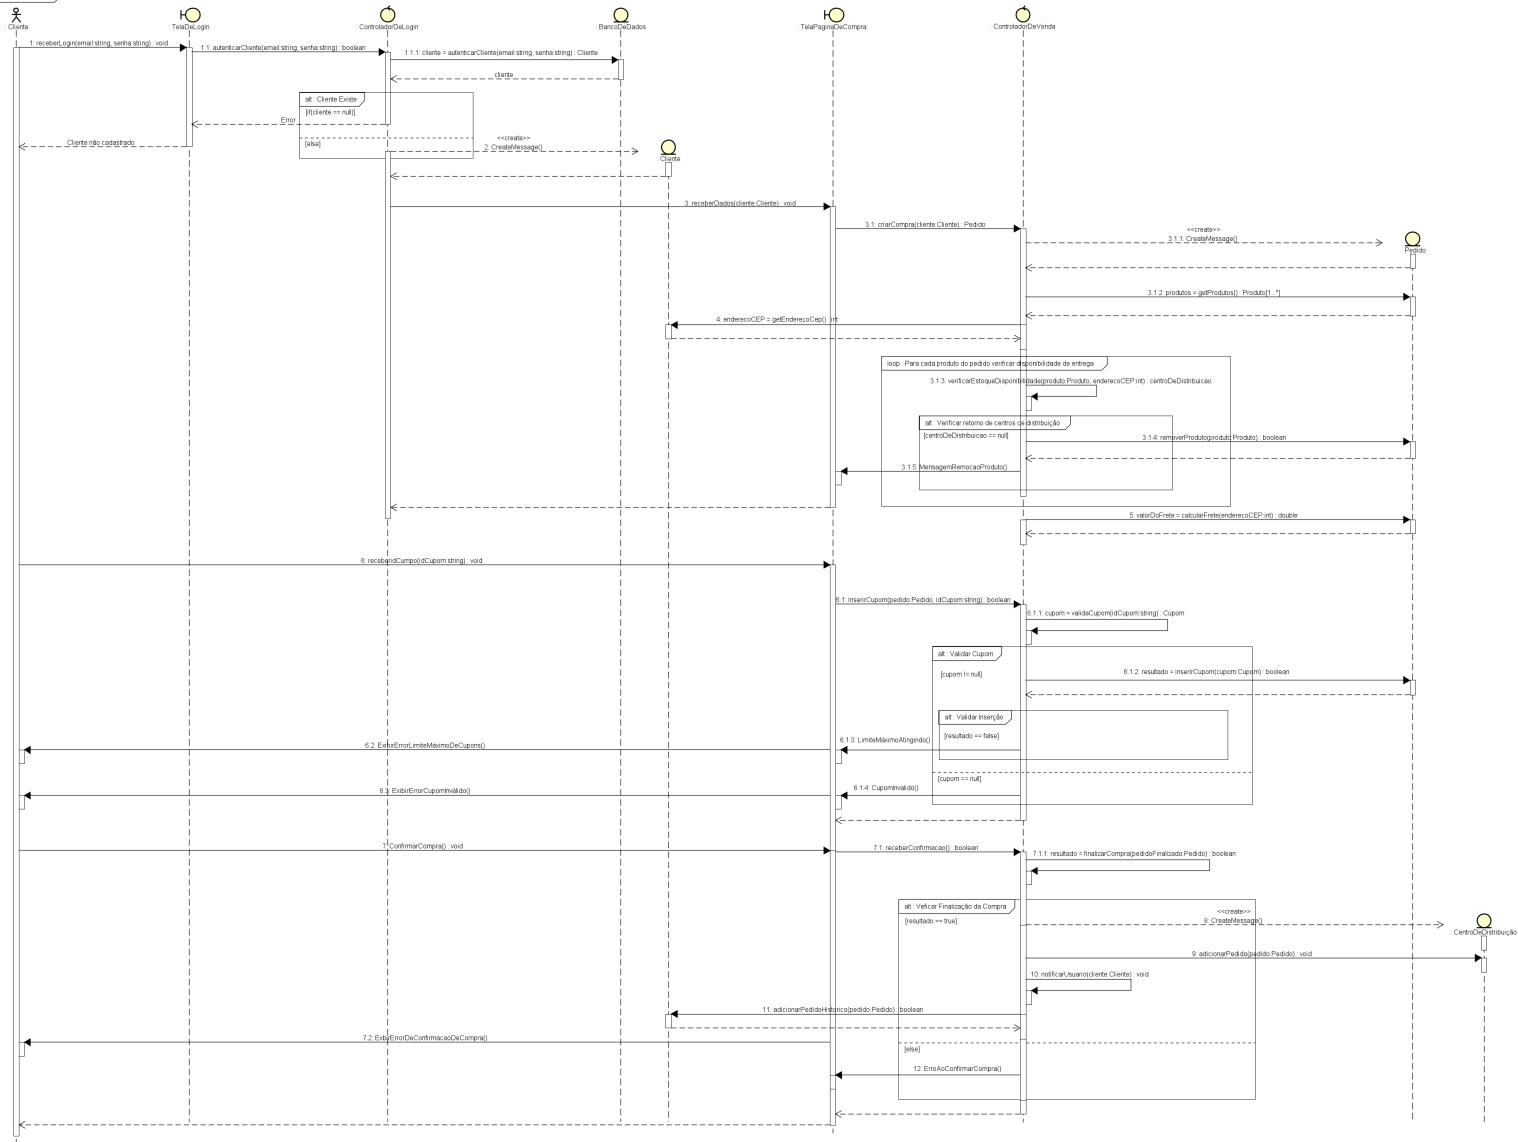 : Cliente
: TelaDeLogin
: ControladorDeLogin
: BancoDeDados
: TelaPaginaDeCompra
: ControladorDeVenda
1: receberLogin(email:string, senha:string) : void
1.1: autenticarCliente(email:string, senha:string) : boolean
1.1.1: cliente = autenticarCliente(email:string, senha:string) : Cliente
cliente
alt : Cliente Existe
[if(cliente == null)]
Error
Cliente não cadastrado
[else]
<<create>>
2: CreateMessage()
: Cliente
3: receberDados(cliente:Cliente) : void
3.1: criarCompra(cliente:Cliente) : Pedido
<<create>>
3.1.1: CreateMessage()
: Pedido
3.1.2: produtos = getProdutos() : Produto[1..*]
4: enderecoCEP = getEnderecoCep() : int
loop : Para cada produto do pedido verificar disponibilidade de entrega
3.1.3: verificarEstoqueDisponibilidade(produto:Produto, enderecoCEP:int) : centroDeDistribuicao
alt : Verificar retorno de centros de distribuição
[centroDeDistribuicao == null]
3.1.4: removerProduto(produto:Produto) : boolean
3.1.5: MensagemRemocaoProduto()
5: valorDoFrete = calcularFrete(enderecoCEP:int) : double
6: receberidCumpo(idCupom:string) : void
6.1: inserirCupom(pedido:Pedido, idCupom:string) : boolean
6.1.1: cupom = validaCupom(idCupom:string) : Cupom
alt : Validar Cupom
[cupom != null]
6.1.2: resultado = inserirCupom(cupom:Cupom) : boolean
alt : Validar Inserção
[resultado == false]
6.1.3: LimiteMáximoAtingindo()
6.2: ExibirErrorLimiteMáximoDeCupons()
[cupom == null]
6.1.4: CupomInvalido()
6.3: ExibirErrorCupomInválido()
7: ConfirmarCompra() : void
7.1: receberConfirmacao() : boolean
7.1.1: resultado = finalizarCompra(pedidoFinalizado:Pedido) : boolean
alt : Veficar Finalização da Compra
[resultado == true]
<<create>>
8: CreateMessage()
: CentroDeDistribuição
9: adicionarPedido(pedido:Pedido) : void
10: notificarUsuario(cliente:Cliente) : void
11: adicionarPedidoHistorico(pedido:Pedido) : boolean
7.2: ExibirErrorDeConfirmacaoDeCompra()
[else]
12: ErroAoConfirmarCompra()